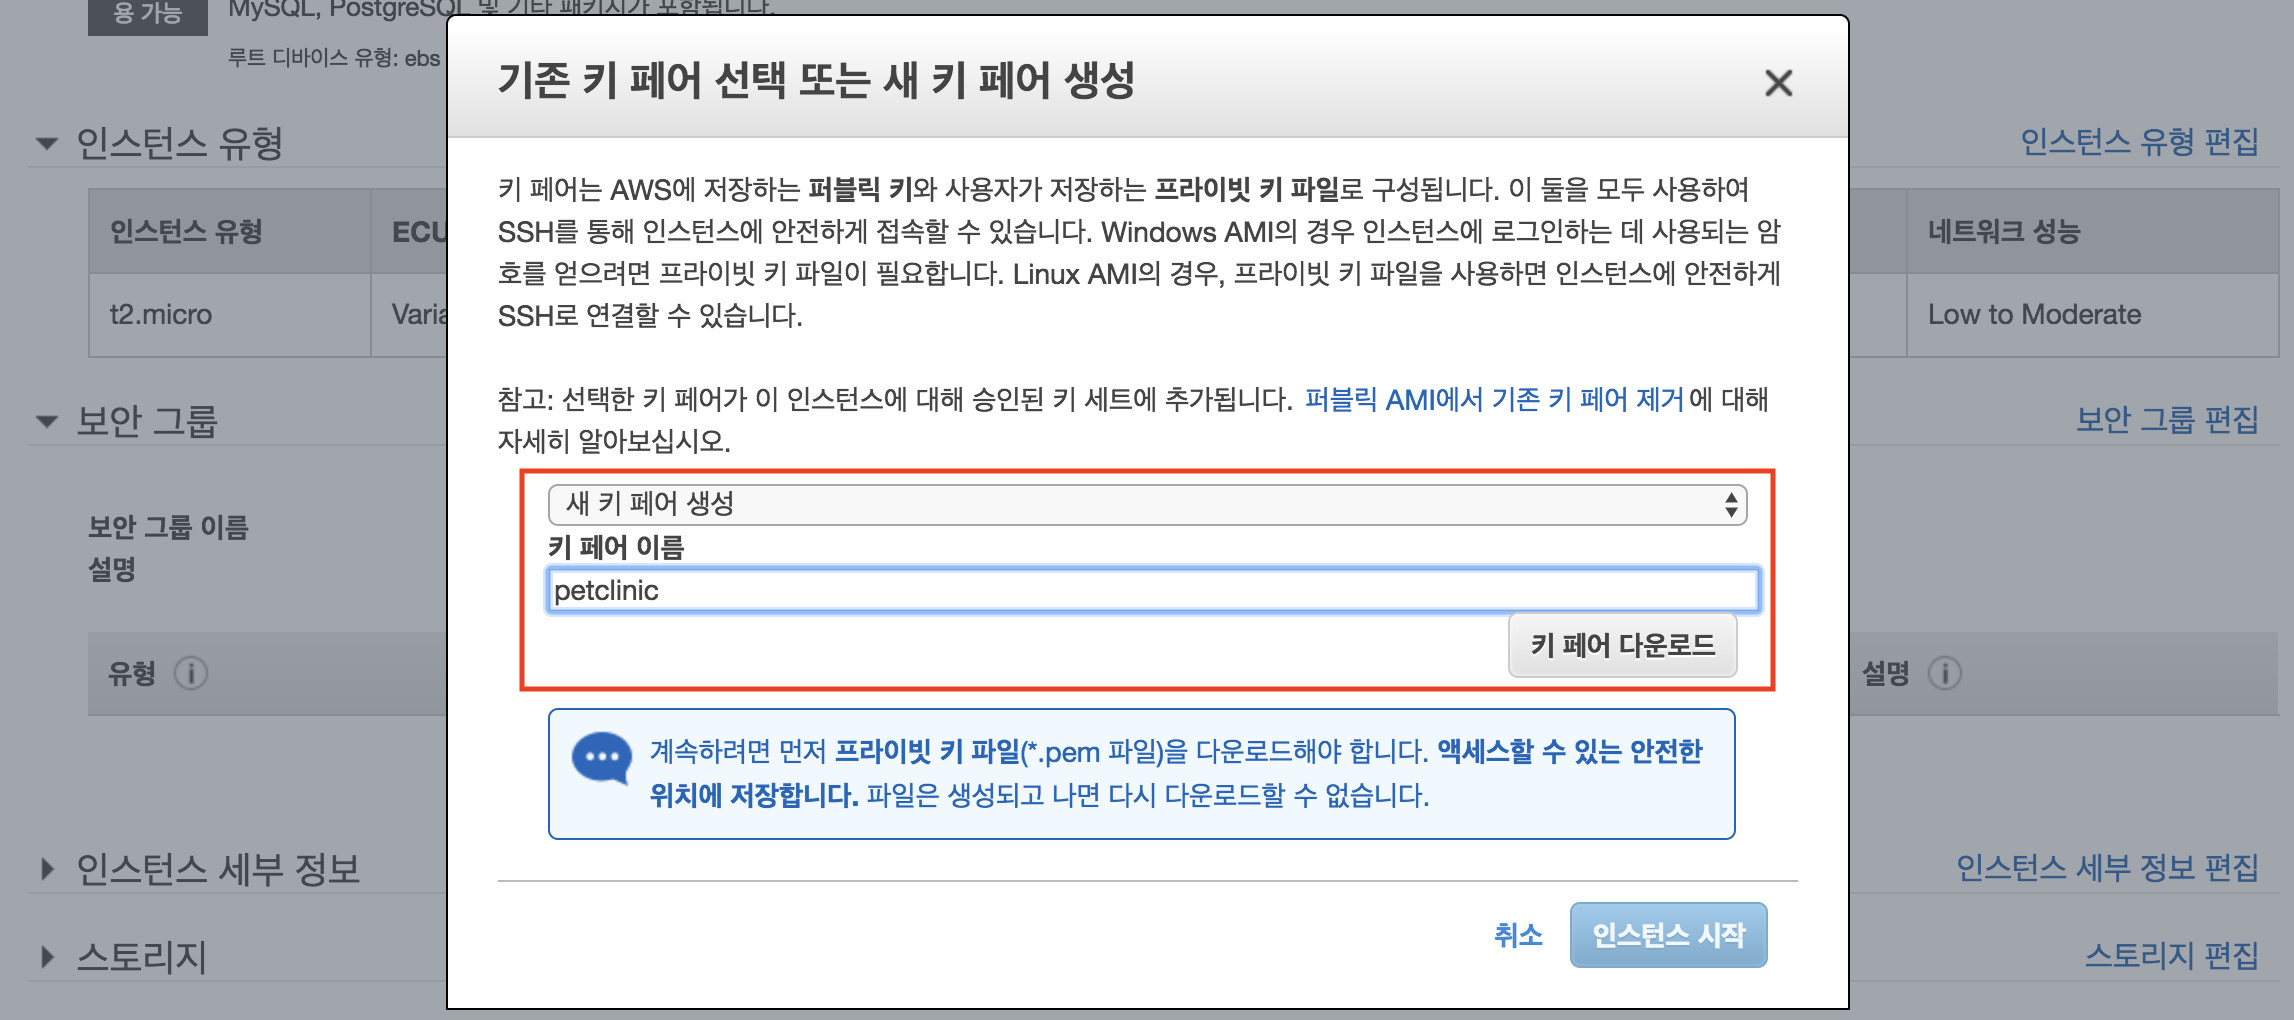 용 가능
MySQL, PostgreSQL 및 기타 패키지가 포함됩니다.
루트 디바이스 유형: ebs
인스턴스 유형
인스턴스 유형 편집
인스턴스 유형 ECU 네트워크 성능
t2.micro Varia Low to Moderate
보안 그룹
보안 그룹 편집
보안 그룹 이름
설명
유형
설명
인스턴스 세부 정보
인스턴스 세부 정보 편집
스토리지
스토리지 편집
기존 키 페어 선택 또는 새 키 페어 생성
키 페어는 AWS에 저장하는 퍼블릭 키와 사용자가 저장하는 프라이빗 키 파일로 구성됩니다. 이 둘을 모두 사용하여
SSH를 통해 인스턴스에 안전하게 접속할 수 있습니다. Windows AMI의 경우 인스턴스에 로그인하는 데 사용되는 암
호를 얻으려면 프라이빗 키 파일이 필요합니다. Linux AMI의 경우, 프라이빗 키 파일을 사용하면 인스턴스에 안전하게
SSH로 연결할 수 있습니다.
참고: 선택한 키 페어가 이 인스턴스에 대해 승인된 키 세트에 추가됩니다. 퍼블릭 AMI에서 기존 키 페어 제거 에 대해
자세히 알아보십시오.
새 키 페어 생성
키 페어 이름
petclinic
키 페어 다운로드
계속하려면 먼저 프라이빗 키 파일(*.pem 파일)을 다운로드해야 합니다. 액세스할 수 있는 안전한
위치에 저장합니다. 파일은 생성되고 나면 다시 다운로드할 수 없습니다.
취소
인스턴스 시작